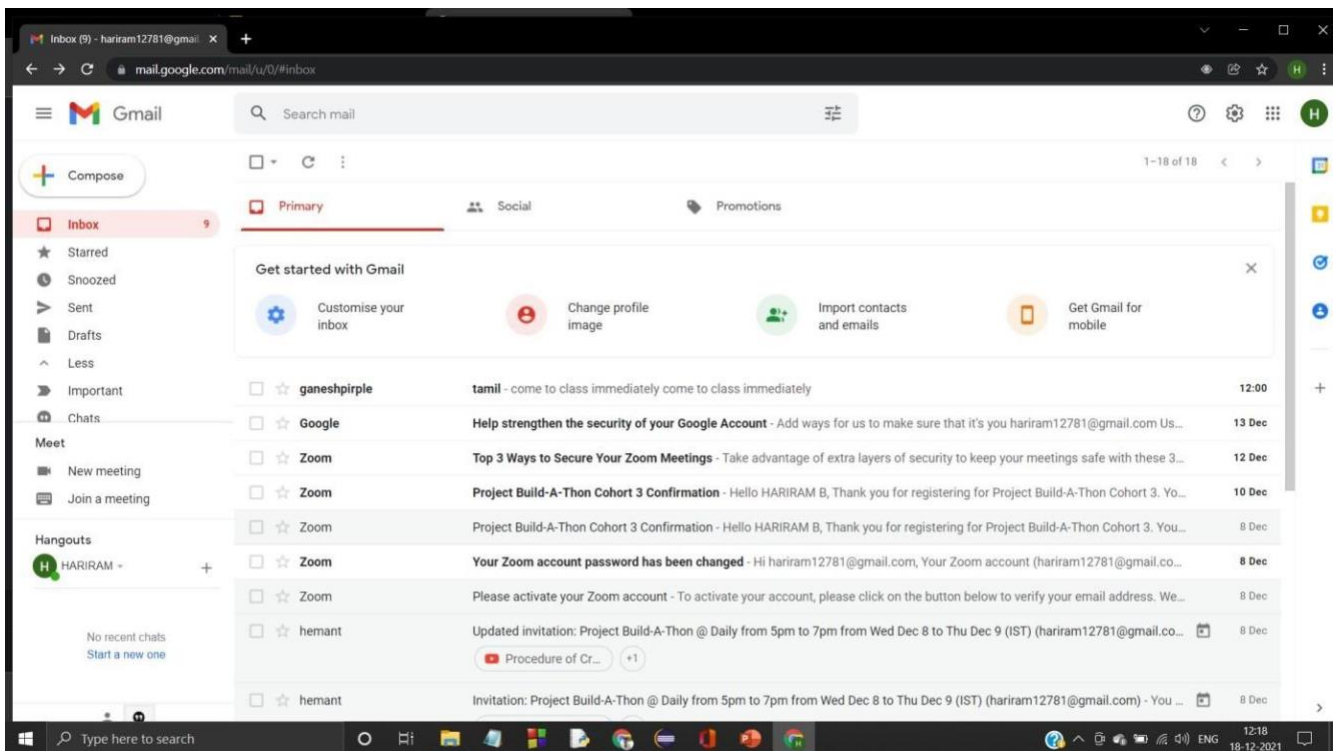 Inbox (9) - hariram12781@gmail.
mail.google.com/mail/u/0/#inbox
Gmail
Search mail
H
Compose
1–18 of 18
Inbox 9
Starred
Snoozed
Sent
Drafts
Less
Important
Chats
Meet
New meeting
Join a meeting
Hangouts
H HARIRAM
No recent chats
Start a new one
Primary Social Promotions
Get started with Gmail
Customise your
inbox
Change profile
image
Import contacts
and emails
Get Gmail for
mobile
ganeshpirple tamil - come to class immediately come to class immediately 12:00
Google Help strengthen the security of your Google Account - Add ways for us to make sure that it's you hariram12781@gmail.com Us... 13 Dec
Zoom Top 3 Ways to Secure Your Zoom Meetings - Take advantage of extra layers of security to keep your meetings safe with these 3... 12 Dec
Zoom Project Build-A-Thon Cohort 3 Confirmation - Hello HARIRAM B, Thank you for registering for Project Build-A-Thon Cohort 3. Yo... 10 Dec
Zoom Project Build-A-Thon Cohort 3 Confirmation - Hello HARIRAM B, Thank you for registering for Project Build-A-Thon Cohort 3. You... 8 Dec
Zoom Your Zoom account password has been changed - Hi hariram12781@gmail.com, Your Zoom account (hariram12781@gmail.co... 8 Dec
Zoom Please activate your Zoom account - To activate your account, please click on the button below to verify your email address. We... 8 Dec
hemant Updated invitation: Project Build-A-Thon @ Daily from 5pm to 7pm from Wed Dec 8 to Thu Dec 9 (IST) (hariram12781@gmail.co... 8 Dec
Procedure of Cr... +1
hemant Invitation: Project Build-A-Thon @ Daily from 5pm to 7pm from Wed Dec 8 to Thu Dec 9 (IST) (hariram12781@gmail.com) - You ... 8 Dec
Type here to search
ENG
12:18
18-12-2021